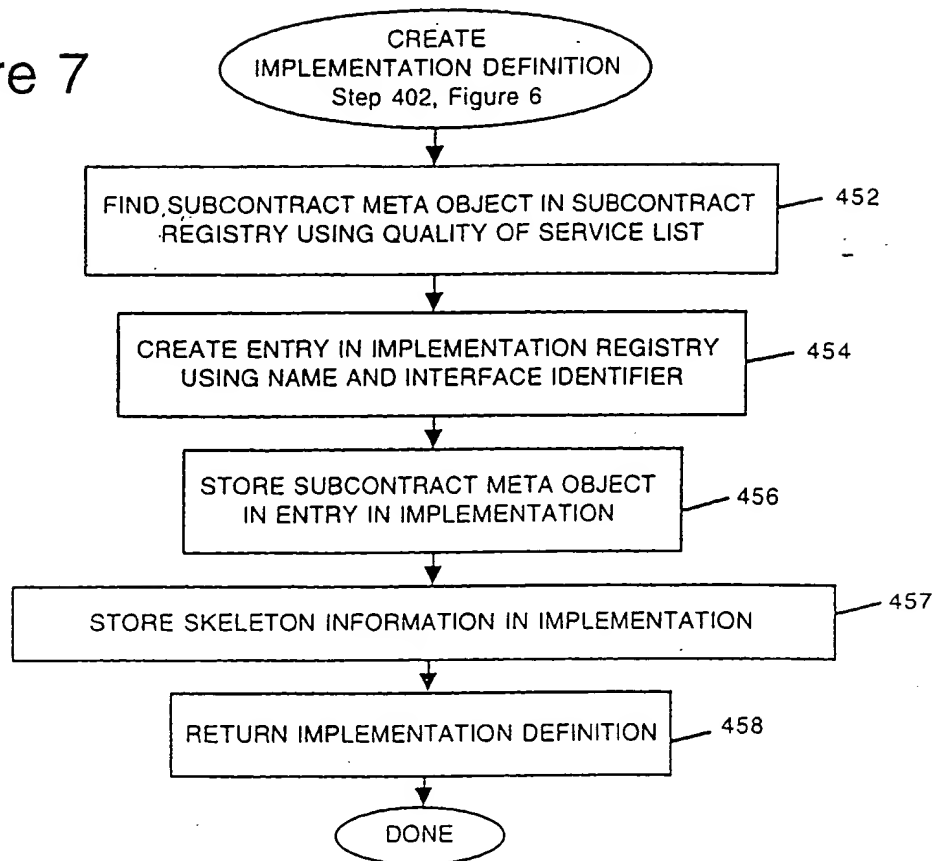 re 7
CREATE
IMPLEMENTATION DEFINITION
Step 402, Figure 6
FIND SUBCONTRACT META OBJECT IN SUBCONTRACT
REGISTRY USING QUALITY OF SERVICE LIST
452
CREATE ENTRY IN IMPLEMENTATION REGISTRY
USING NAME AND INTERFACE IDENTIFIER
454
STORE SUBCONTRACT META OBJECT
IN ENTRY IN IMPLEMENTATION
456
STORE SKELETON INFORMATION IN IMPLEMENTATION
457
RETURN IMPLEMENTATION DEFINITION
458
DONE